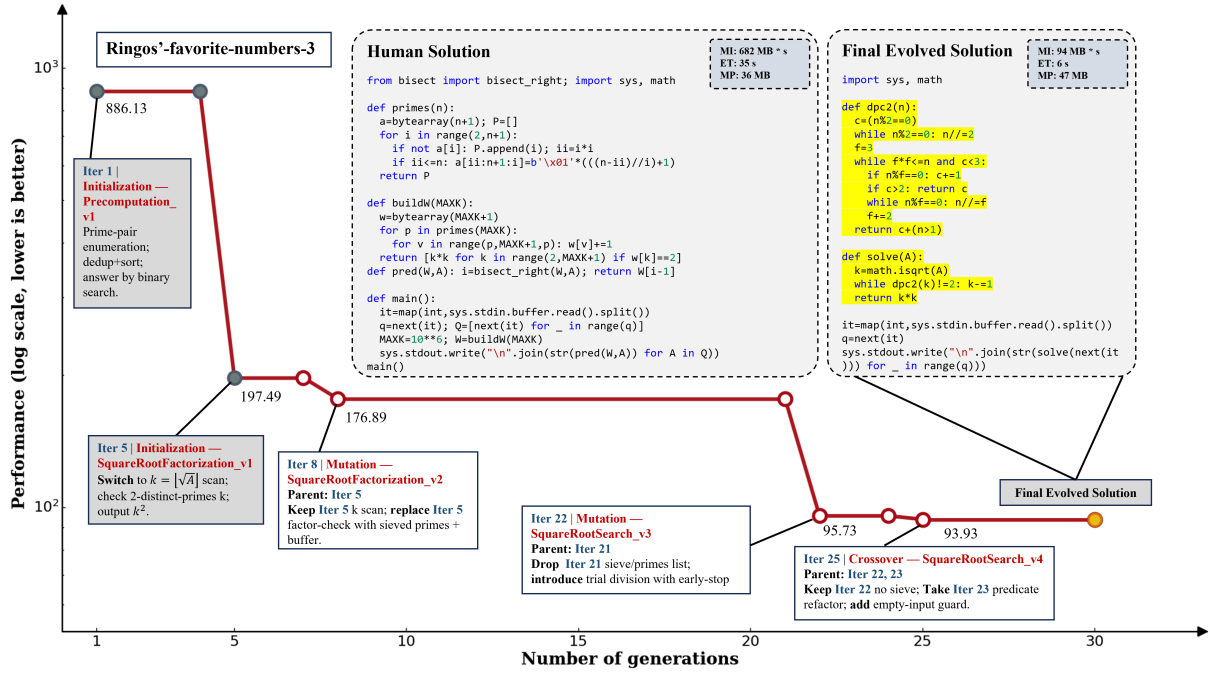 Ringos’-favorite-numbers-3
Performance (log scale, lower is better)
10³
10²
886.13
Iter 1 |
Initialization —
Precomputation_
v1
Prime-pair
enumeration;
dedup+sort;
answer by binary
search.
197.49
Iter 5 | Initialization —
SquareRootFactorization_v1
Switch to k = ⌊√A⌋ scan;
check 2-distinct-primes k;
output k².
176.89
Iter 8 | Mutation —
SquareRootFactorization_v2
Parent: Iter 5
Keep Iter 5 k scan; replace Iter 5
factor-check with sieved primes +
buffer.
Human Solution
MI: 682 MB * s
ET: 35 s
MP: 36 MB
from bisect import bisect_right; import sys, math
def primes(n):
  a=bytearray(n+1); P=[]
  for i in range(2,n+1):
    if not a[i]: P.append(i); ii=i*i
    if ii<=n: a[ii:n+1:i]=b'\x01'*(((n-ii)//i)+1)
  return P
def buildW(MAXK):
  w=bytearray(MAXK+1)
  for p in primes(MAXK):
    for v in range(p,MAXK+1,p): w[v]+=1
  return [k*k for k in range(2,MAXK+1) if w[k]==2]
def pred(W,A): i=bisect_right(W,A); return W[i-1]
def main():
  it=map(int,sys.stdin.buffer.read().split())
  q=next(it); Q=[next(it) for _ in range(q)]
  MAXK=10**6; W=buildW(MAXK)
  sys.stdout.write("\n".join(str(pred(W,A)) for A in Q))
main()
Final Evolved Solution
MI: 94 MB * s
ET: 6 s
MP: 47 MB
import sys, math
def dpc2(n):
  c=(n%2==0)
  while n%2==0: n//=2
  f=3
  while f*f<=n and c<3:
    if n%f==0: c+=1
    if c>2: return c
    while n%f==0: n//=f
    f+=2
  return c+(n>1)
def solve(A):
  k=math.isqrt(A)
  while dpc2(k)!=2: k-=1
  return k*k
it=map(int,sys.stdin.buffer.read().split())
q=next(it)
sys.stdout.write("\n".join(str(solve(next(it
))) for _ in range(q)))
Final Evolved Solution
Iter 22 | Mutation —
SquareRootSearch_v3
Parent: Iter 21
Drop Iter 21 sieve/primes list;
introduce trial division with early-stop
95.73
93.93
Iter 25 | Crossover — SquareRootSearch_v4
Parent: Iter 22, 23
Keep Iter 22 no sieve; Take Iter 23 predicate
refactor; add empty-input guard.
1 5 10 15 20 25 30
Number of generations